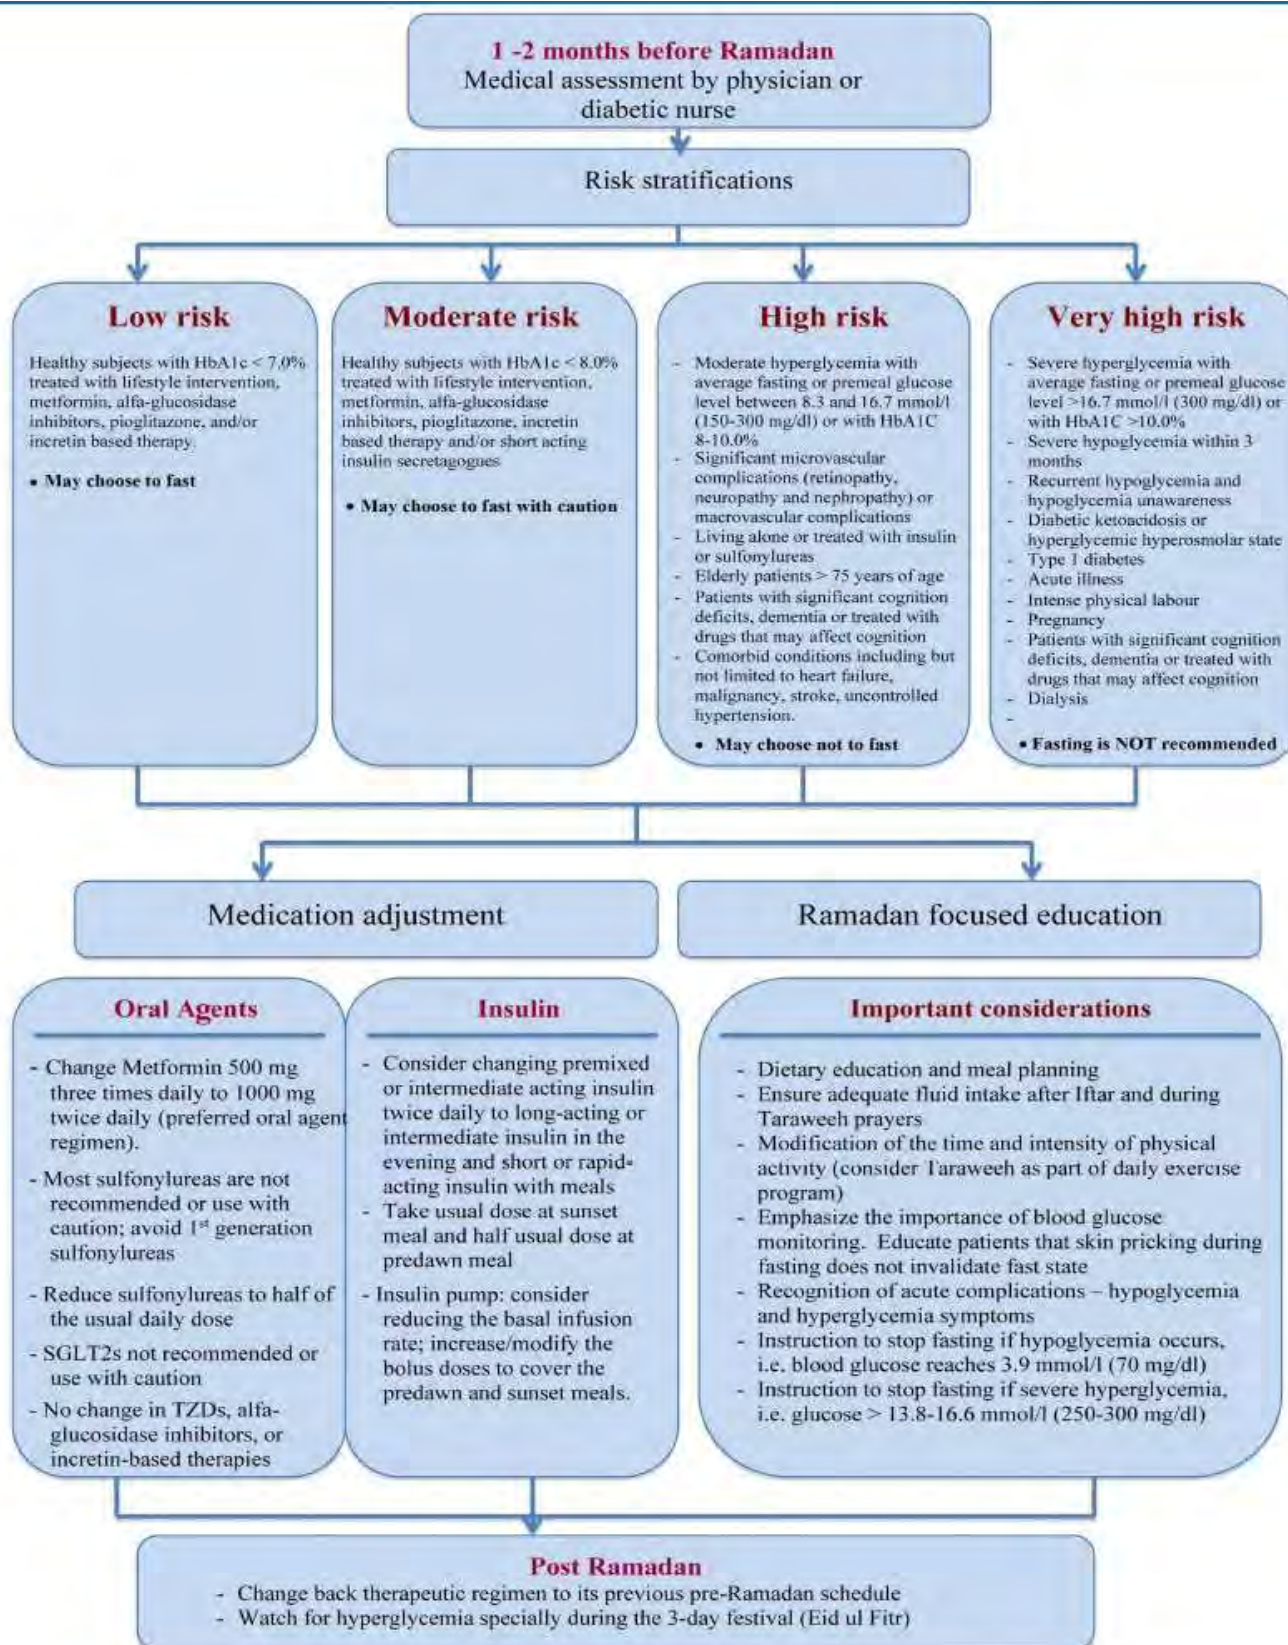 1 -2 months before Ramadan
Medical assessment by physician or
diabetic nurse
Risk stratifications
Low risk
Healthy subjects with HbA1c < 7.0%
treated with lifestyle intervention,
metformin, alfa-glucosidase
inhibitors, pioglitazone, and/or
incretin based therapy.
• May choose to fast
Moderate risk
Healthy subjects with HbA1c < 8.0%
treated with lifestyle intervention,
metformin, alfa-glucosidase
inhibitors, pioglitazone, incretin
based therapy and/or short acting
insulin secretagogues
• May choose to fast with caution
High risk
- Moderate hyperglycemia with
average fasting or premeal glucose
level between 8.3 and 16.7 mmol/l
(150-300 mg/dl) or with HbA1C
8-10.0%
- Significant microvascular
complications (retinopathy,
neuropathy and nephropathy) or
macrovascular complications
- Living alone or treated with insulin
or sulfonylureas
- Elderly patients > 75 years of age
- Patients with significant cognition
deficits, dementia or treated with
drugs that may affect cognition
- Comorbid conditions including but
not limited to heart failure,
malignancy, stroke, uncontrolled
hypertension.
• May choose not to fast
Very high risk
- Severe hyperglycemia with
average fasting or premeal glucose
level >16.7 mmol/l (300 mg/dl) or
with HbA1C >10.0%
- Severe hypoglycemia within 3
months
- Recurrent hypoglycemia and
hypoglycemia unawareness
- Diabetic ketoacidosis or
hyperglycemic hyperosmolar state
- Type 1 diabetes
- Acute illness
- Intense physical labour
- Pregnancy
- Patients with significant cognition
deficits, dementia or treated with
drugs that may affect cognition
- Dialysis
-
• Fasting is NOT recommended
Medication adjustment
Ramadan focused education
Oral Agents
- Change Metformin 500 mg
three times daily to 1000 mg
twice daily (preferred oral agent
regimen).
- Most sulfonylureas are not
recommended or use with
caution; avoid 1st generation
sulfonylureas
- Reduce sulfonylureas to half of
the usual daily dose
- SGLT2s not recommended or
use with caution
- No change in TZDs, alfa-
glucosidase inhibitors, or
incretin-based therapies
Insulin
- Consider changing premixed
or intermediate acting insulin
twice daily to long-acting or
intermediate insulin in the
evening and short or rapid-
acting insulin with meals
- Take usual dose at sunset
meal and half usual dose at
predawn meal
- Insulin pump: consider
reducing the basal infusion
rate; increase/modify the
bolus doses to cover the
predawn and sunset meals.
Important considerations
- Dietary education and meal planning
- Ensure adequate fluid intake after Iftar and during
Taraweeh prayers
- Modification of the time and intensity of physical
activity (consider Taraweeh as part of daily exercise
program)
- Emphasize the importance of blood glucose
monitoring. Educate patients that skin pricking during
fasting does not invalidate fast state
- Recognition of acute complications – hypoglycemia
and hyperglycemia symptoms
- Instruction to stop fasting if hypoglycemia occurs,
i.e. blood glucose reaches 3.9 mmol/l (70 mg/dl)
- Instruction to stop fasting if severe hyperglycemia,
i.e. glucose > 13.8-16.6 mmol/l (250-300 mg/dl)
Post Ramadan
- Change back therapeutic regimen to its previous pre-Ramadan schedule
- Watch for hyperglycemia specially during the 3-day festival (Eid ul Fitr)